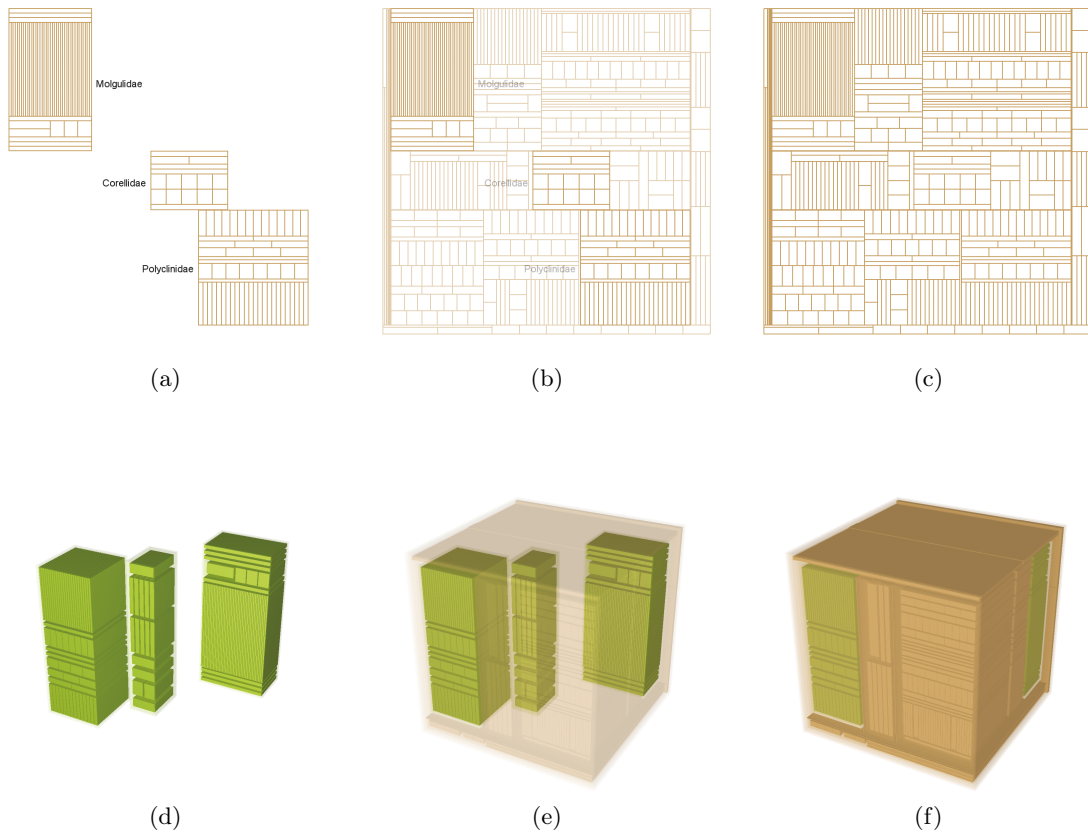 Molgulidae
Corellidae
Polyclinidae
Molgulidae
Corellidae
Polyclinidae
(a)
(b)
(c)
(d)
(e)
(f)